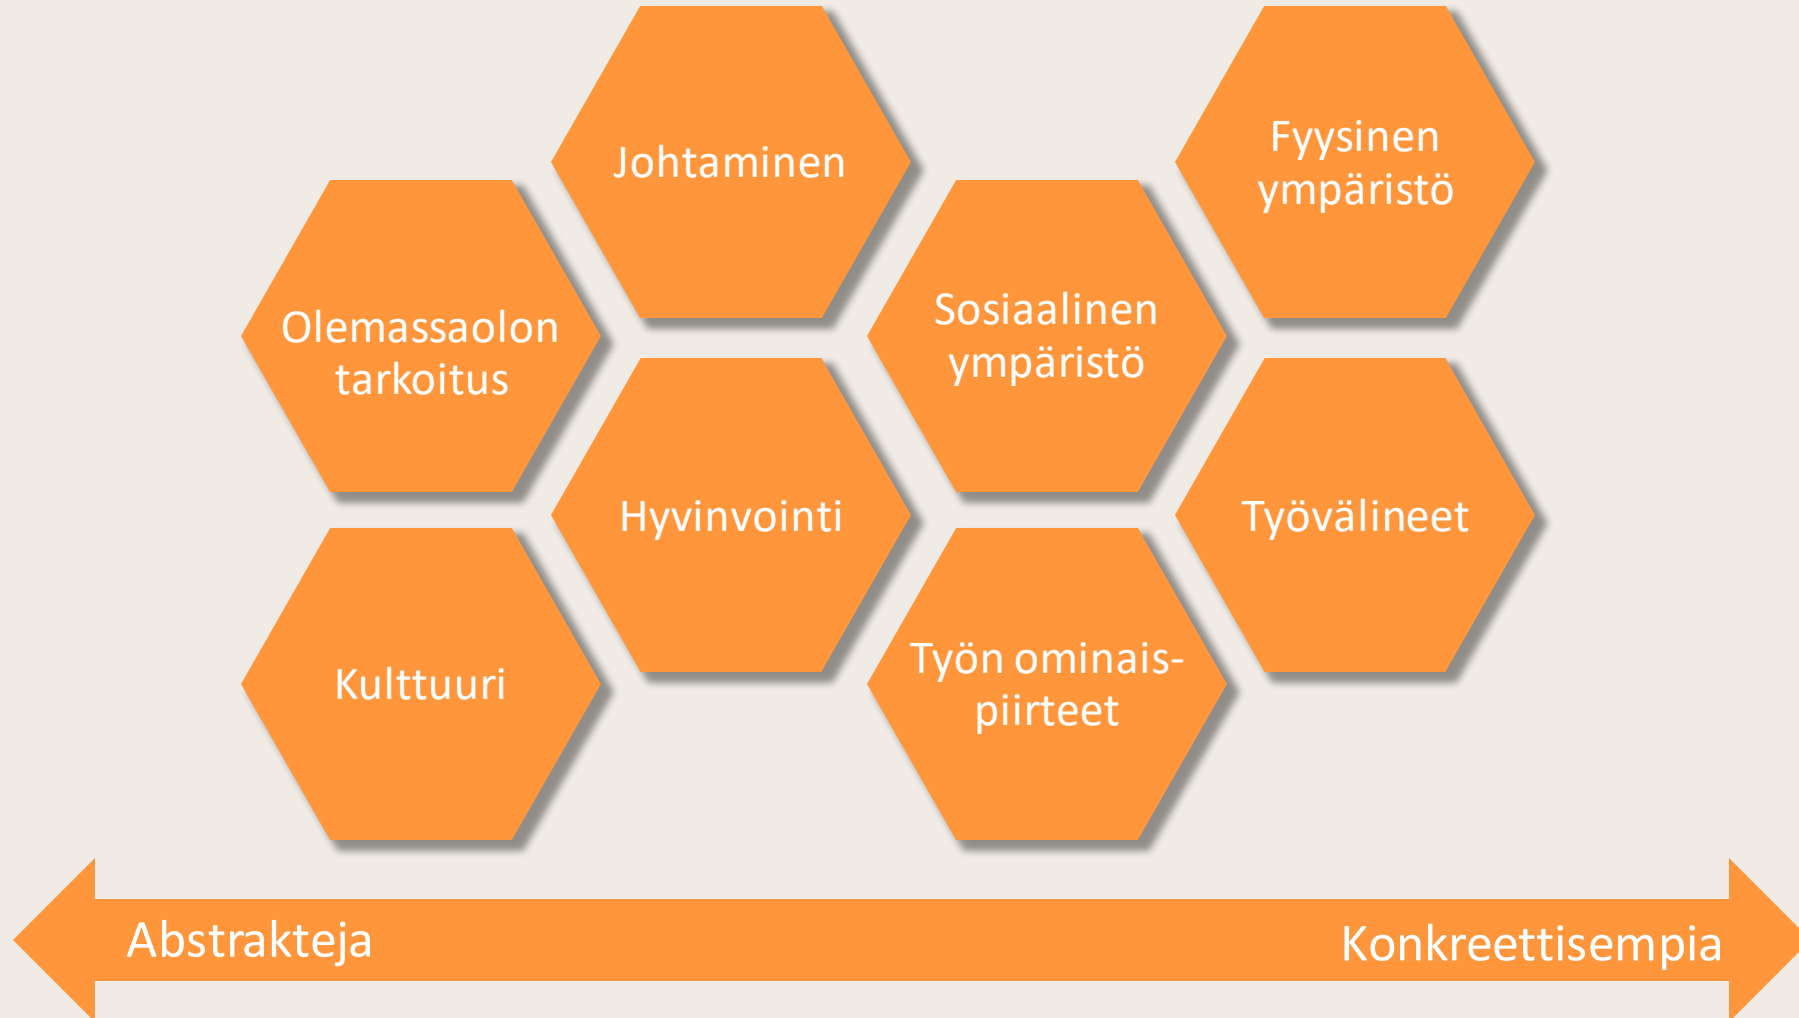 Johtaminen
Fyysinen
ympäristö
Olemassaolon
tarkoitus
Sosiaalinen
ympäristö
Hyvinvointi
Työvälineet
Kulttuuri
Työn ominais-
piirteet
Abstrakteja
Konkreettisempia